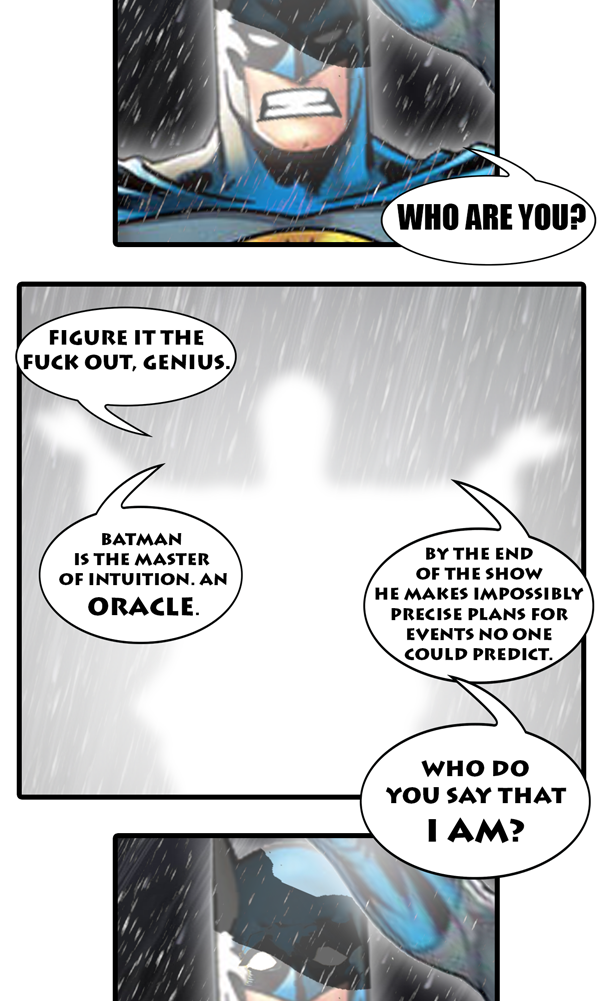 WHO ARE YOU?
FIGURE IT THE
FUCK OUT, GENIUS.
BATMAN
IS THE MASTER
OF INTUITION. AN
ORACLE.
BY THE END
OF THE SHOW
HE MAKES IMPOSSIBLY
PRECISE PLANS FOR
EVENTS NO ONE
COULD PREDICT.
WHO DO
YOU SAY THAT
I AM?